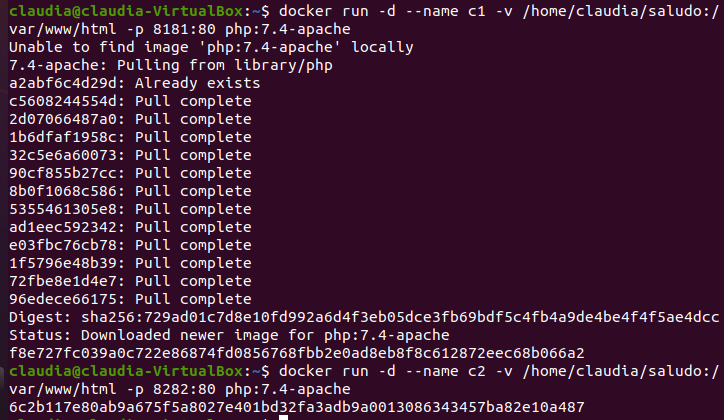 claudia@claudia-VirtualBox:~$ docker run -d --name c1 -v /home/claudia/saludo:/
var/www/html -p 8181:80 php:7.4-apache
Unable to find image 'php:7.4-apache' locally
7.4-apache: Pulling from library/php
a2abf6c4d29d: Already exists
c5608244554d: Pull complete
2d07066487a0: Pull complete
1b6dfaf1958c: Pull complete
32c5e6a60073: Pull complete
90cf855b27cc: Pull complete
8b0f1068c586: Pull complete
5355461305e8: Pull complete
ad1eec592342: Pull complete
e03fbc76cb78: Pull complete
1f5796e48b39: Pull complete
72fbe8e1d4e7: Pull complete
96edece66175: Pull complete
Digest: sha256:729ad01c7d8e10fd992a6d4f3eb05dce3fb69bdf5c4fb4a9de4be4f4f5ae4dcc
Status: Downloaded newer image for php:7.4-apache
f8e727fc039a0c722e86874fd0856768fbb2e0ad8eb8f8c612872eec68b066a2
claudia@claudia-VirtualBox:~$ docker run -d --name c2 -v /home/claudia/saludo:/
var/www/html -p 8282:80 php:7.4-apache
6c2b117e80ab9a675f5a8027e401bd32fa3adb9a0013086343457ba82e10a487